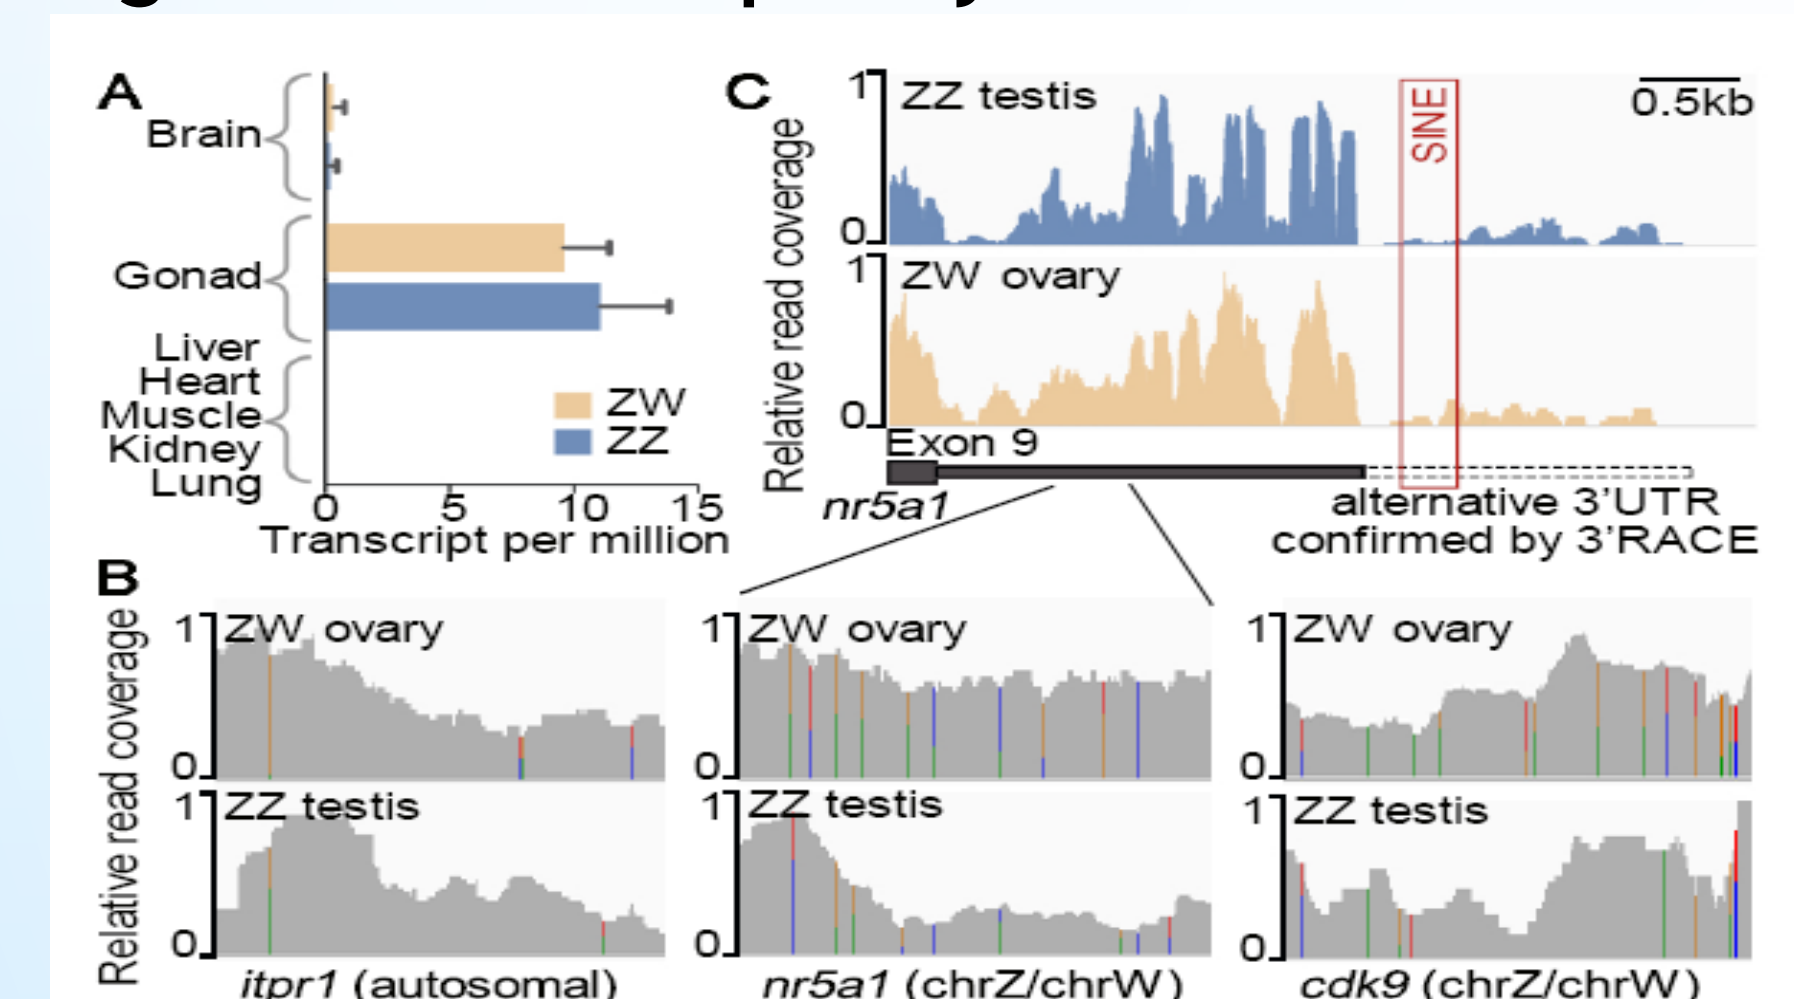 A
Brain
Gonad
Liver
Heart
Muscle
Kidney
Lung
ZW
ZZ
0 5 10 15
Transcript per million
C
Relative read coverage
1
ZZ testis
0
SINE
0.5kb
1
ZW ovary
0
Exon 9
nr5a1
alternative 3'UTR
confirmed by 3'RACE
B
Relative read coverage
1
ZW ovary
0
1
ZZ testis
0
itpr1 (autosomal)
1
ZW ovary
0
1
ZZ testis
0
nr5a1 (chrZ/chrW)
1
ZW ovary
0
1
ZZ testis
0
cdk9 (chrZ/chrW)